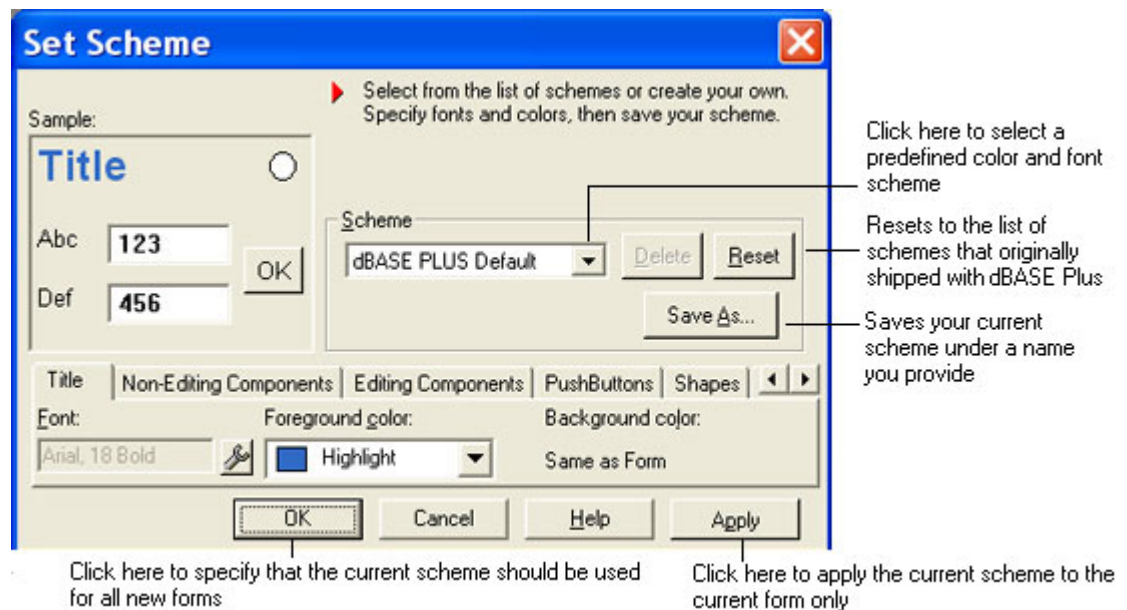 Set Scheme
Select from the list of schemes or create your own.
Specify fonts and colors, then save your scheme.
Sample:
Title
Abc 123
OK
Def 456
Scheme
dBASE PLUS Default
Delete
Reset
Save As...
Click here to select a
predefined color and font
scheme
Resets to the list of
schemes that originally
shipped with dBASE Plus
Saves your current
scheme under a name
you provide
Title Non-Editing Components Editing Components PushButtons Shapes
Font: Foreground color: Background color:
Arial, 18 Bold Highlight Same as Form
OK Cancel Help Apply
Click here to specify that the current scheme should be used
for all new forms
Click here to apply the current scheme to the
current form only